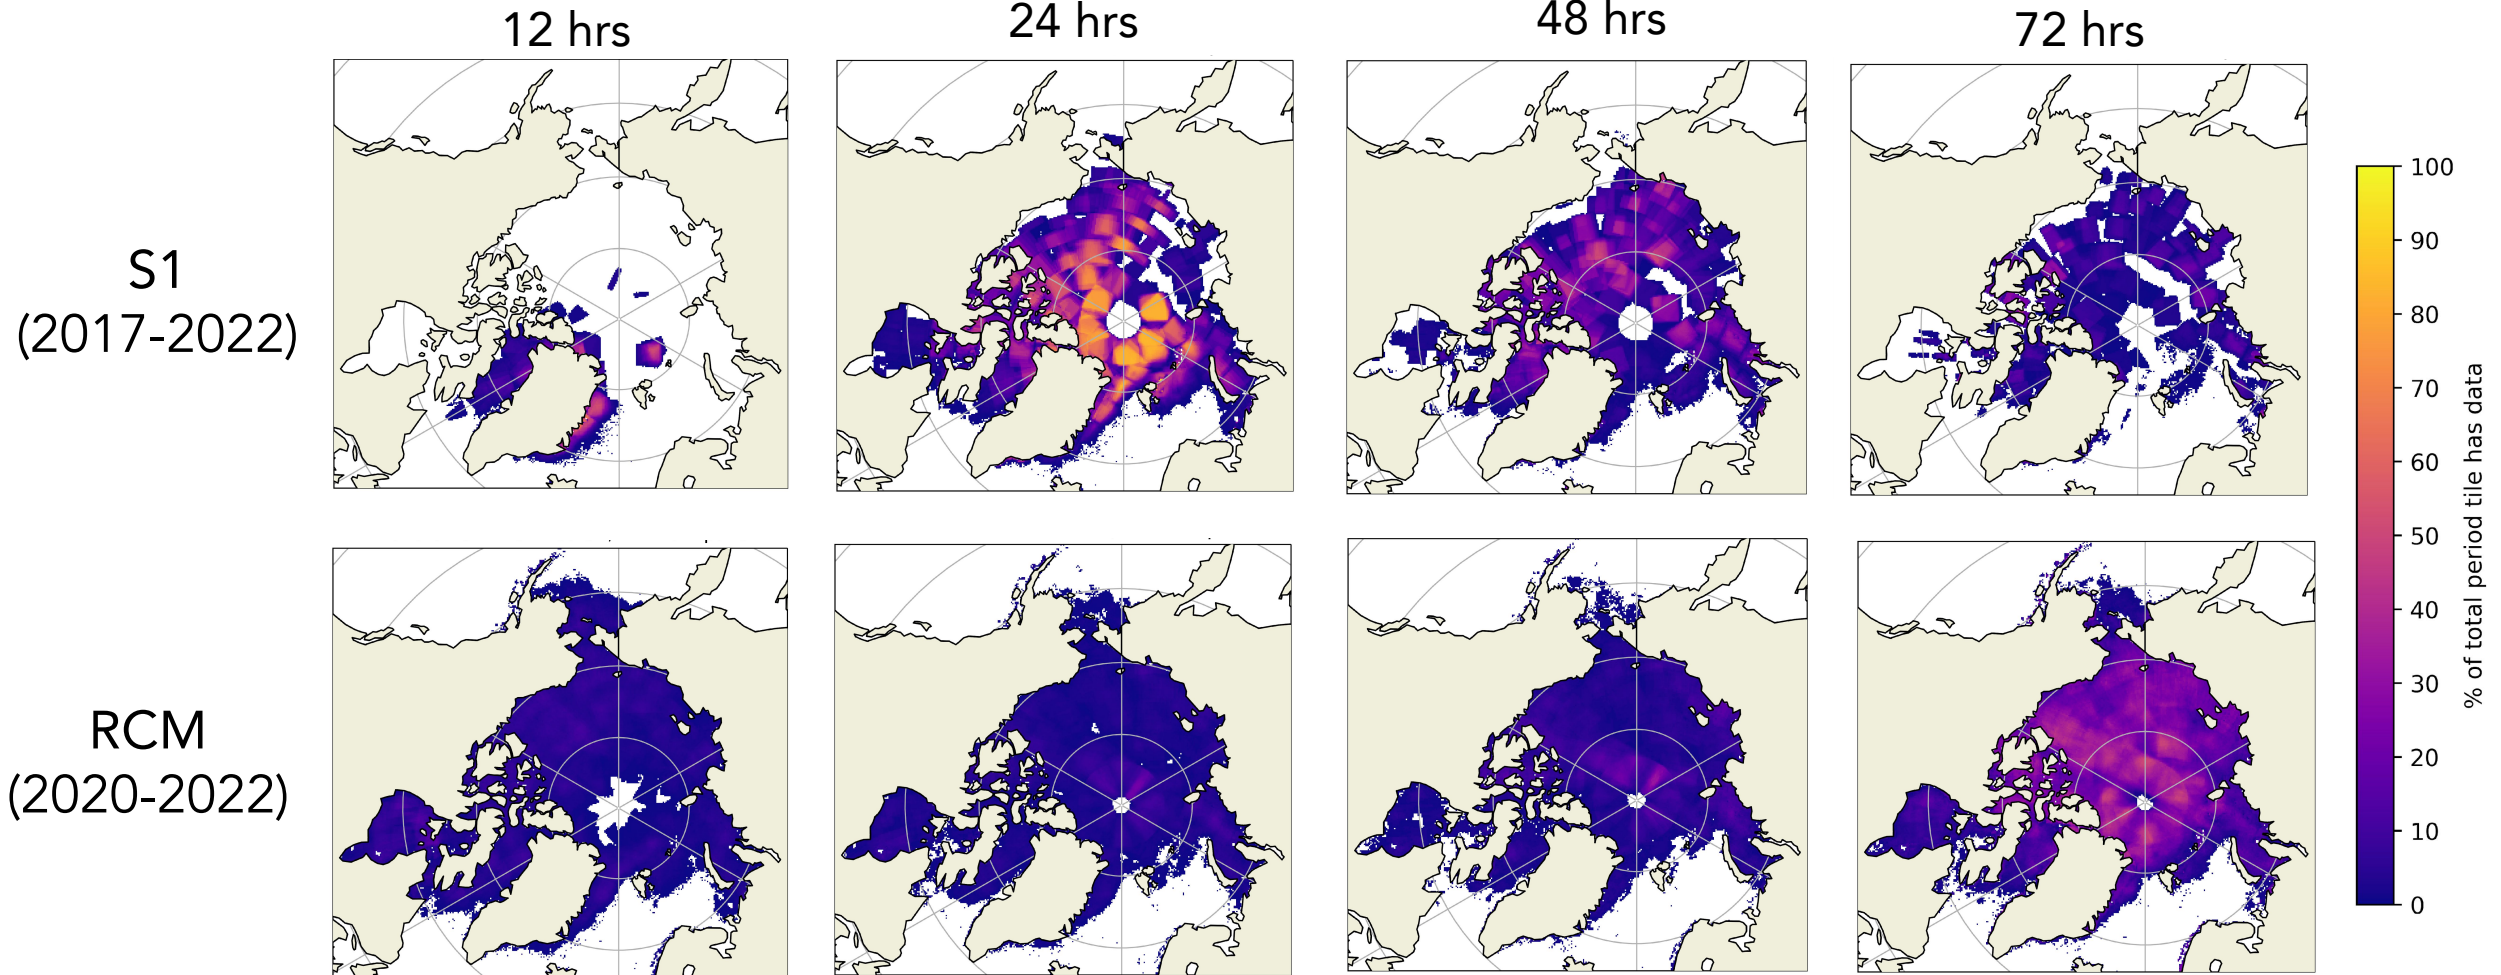 12 hrs
24 hrs
48 hrs
72 hrs
S1
(2017-2022)
RCM
(2020-2022)
100
90
80
70
60
50
40
30
20
10
0
% of total period tile has data